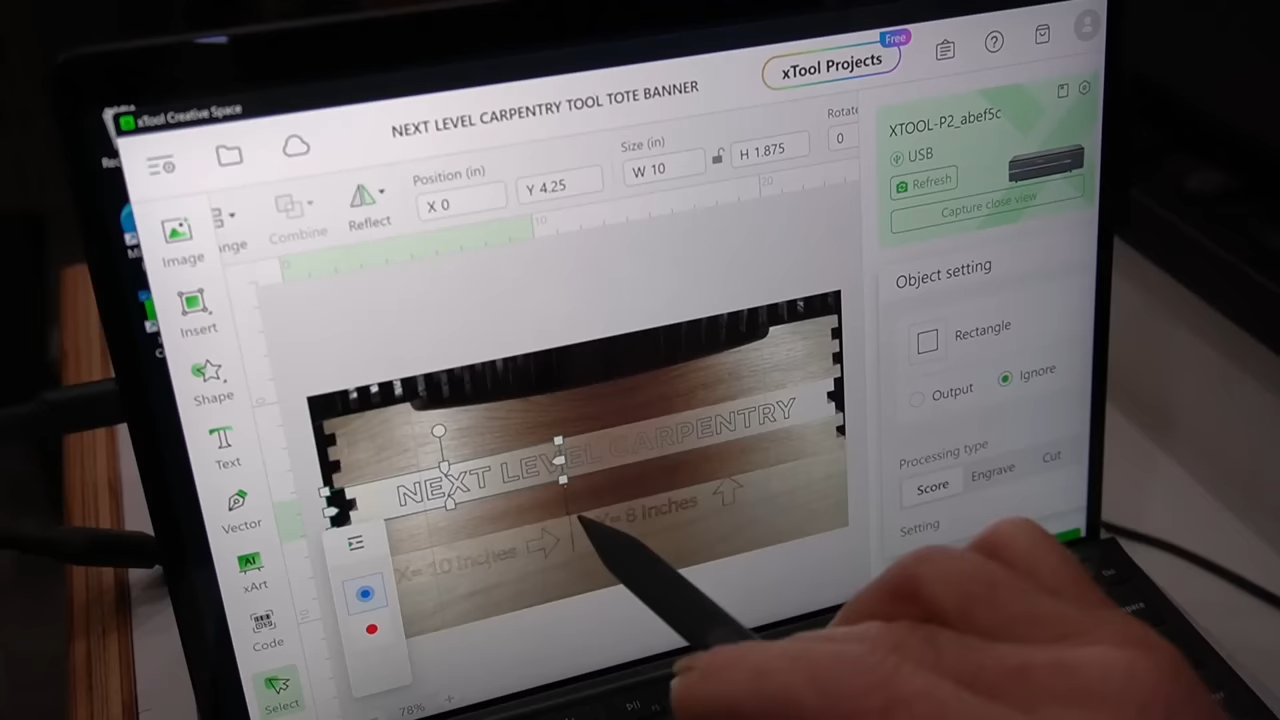 xTool Creative Space
NEXT LEVEL CARPENTRY TOOL TOTE BANNER
xTool Projects
Free
Position (in)
X 0
Y 4.25
Size (in)
W 10
H 1.875
Rotate
0
Combine
Reflect
Image
Insert
Shape
Text
Vector
AI
xArt
Code
Select
0
10
20
NEXT LEVEL CARPENTRY
X= 10 Inches
Y= 8 Inches
78%
XTOOL-P2_abef5c
USB
Refresh
Capture close view
Object setting
Rectangle
Output
Ignore
Processing type
Score
Engrave
Cut
Setting